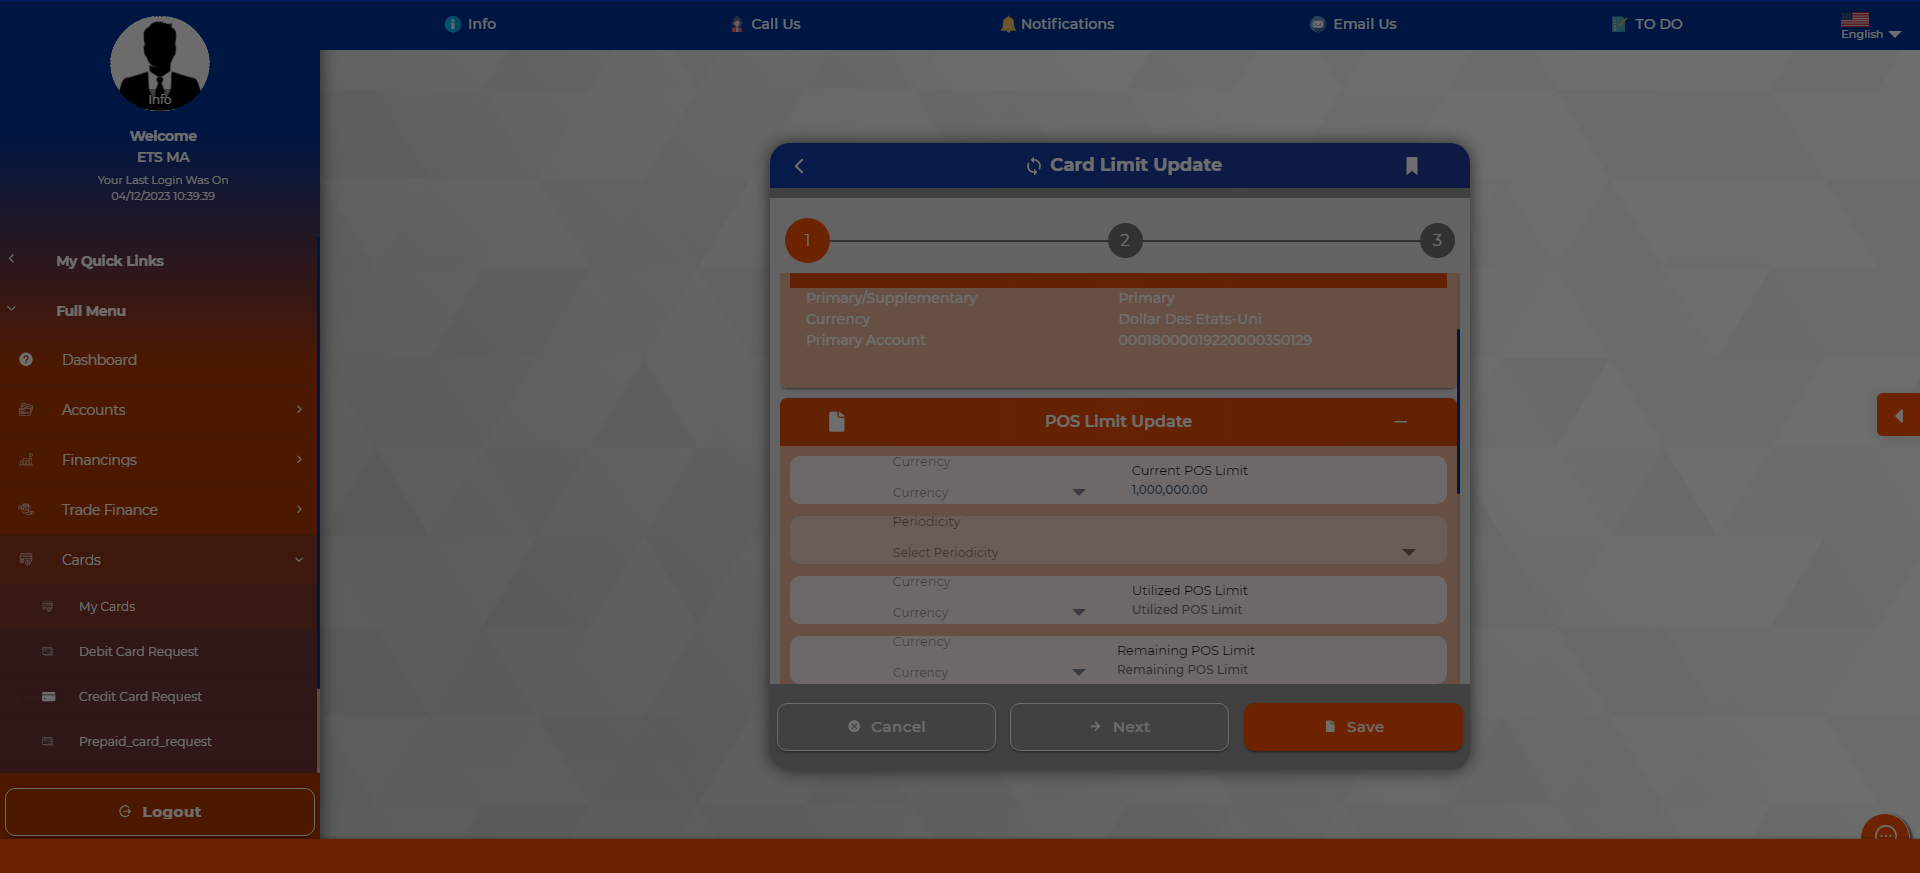 Info
Call Us
Notifications
Email Us
TO DO
English
Info
Welcome
ETS MA
Your Last Login Was On
04/12/2023 10:39:39
My Quick Links
Full Menu
Dashboard
Accounts
Financings
Trade Finance
Cards
My Cards
Debit Card Request
Credit Card Request
Prepaid_card_request
Logout
Card Limit Update
1
2
3
Primary/Supplementary Primary
Currency Dollar Des Etats-Uni
Primary Account 00018000019220000350129
POS Limit Update
Currency
Currency
Current POS Limit
1,000,000.00
Periodicity
Select Periodicity
Currency
Currency
Utilized POS Limit
Utilized POS Limit
Currency
Currency
Remaining POS Limit
Remaining POS Limit
Cancel
Next
Save